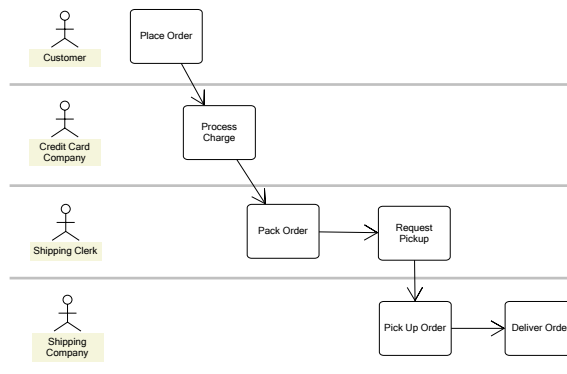 Customer
Place Order
Credit Card
Company
Process
Charge
Shipping Clerk
Pack Order
Request
Pickup
Shipping
Company
Pick Up Order
Deliver Orde